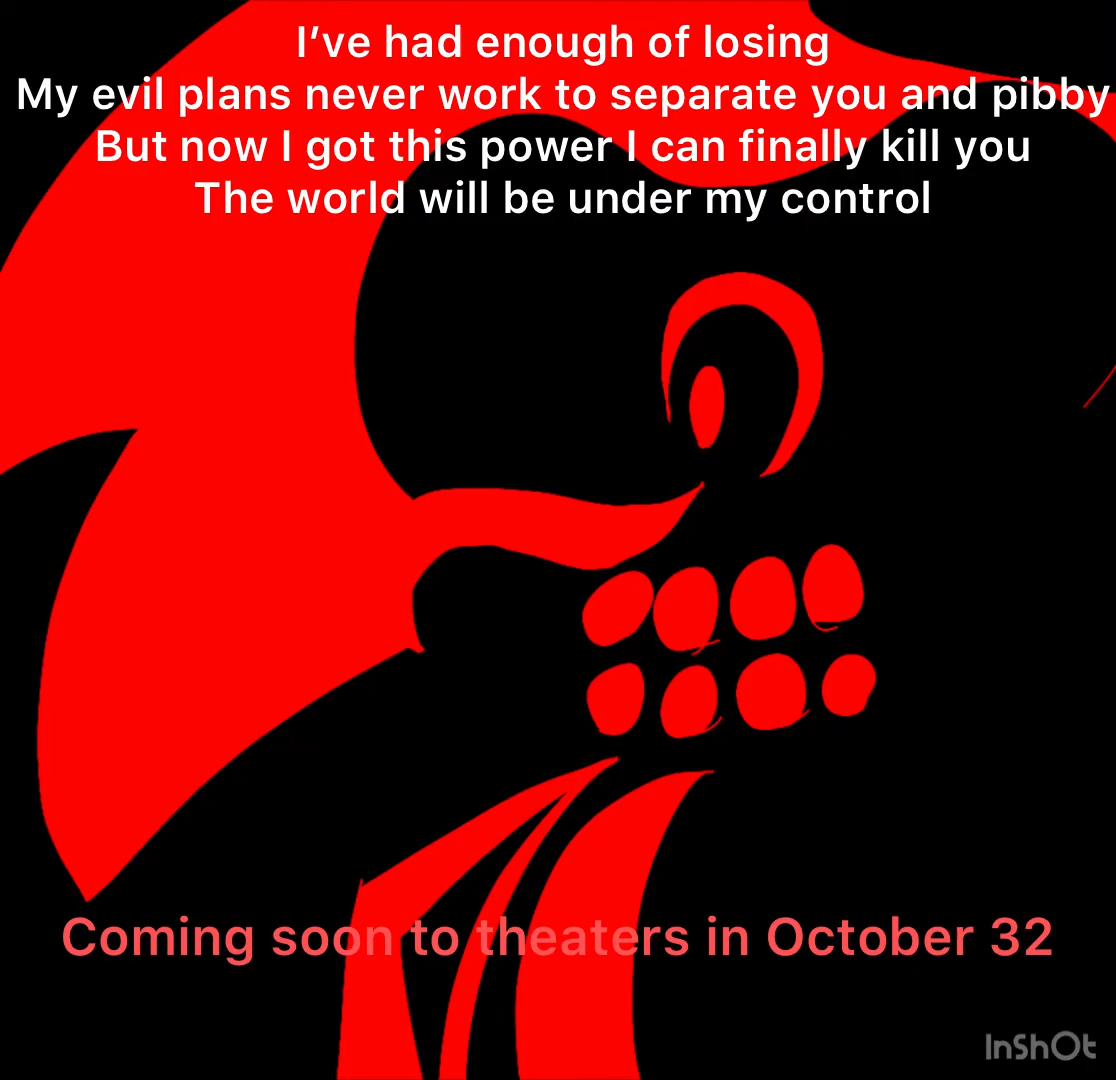 I’ve had enough of losing
My evil plans never work to separate you and pibby
But now I got this power I can finally kill you
The world will be under my control
Coming soon to theaters in October 32
InShOt